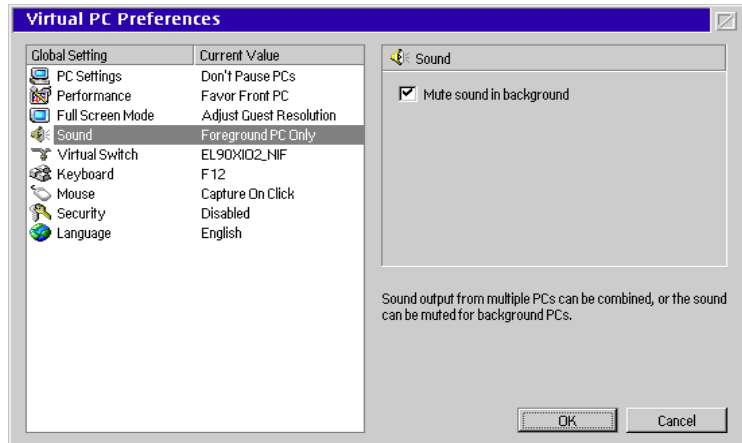 Virtual PC Preferences
Global Setting Current Value
PC Settings Don't Pause PCs
Performance Favor Front PC
Full Screen Mode Adjust Guest Resolution
Sound Foreground PC Only
Virtual Switch EL90XIO2_NIF
Keyboard F12
Mouse Capture On Click
Security Disabled
Language English
Sound
Mute sound in background
Sound output from multiple PCs can be combined, or the sound
can be muted for background PCs.
OK Cancel